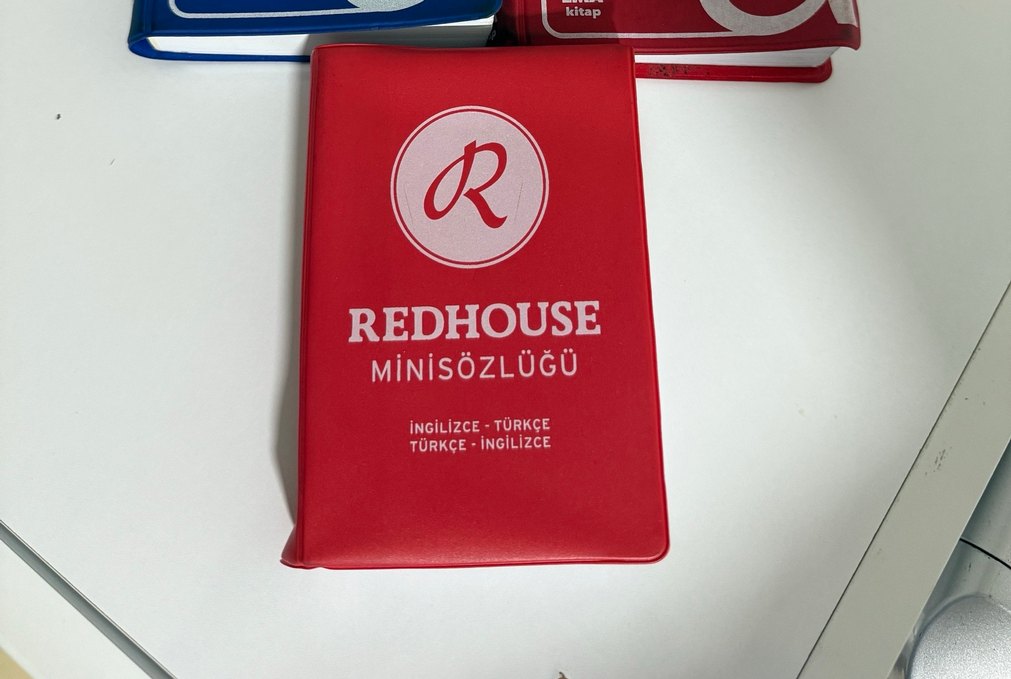 kitap
R
REDHOUSE
MİNİSÖZLÜĞÜ
İNGİLİZCE - TÜRKÇE
TÜRKÇE - İNGİLİZCE